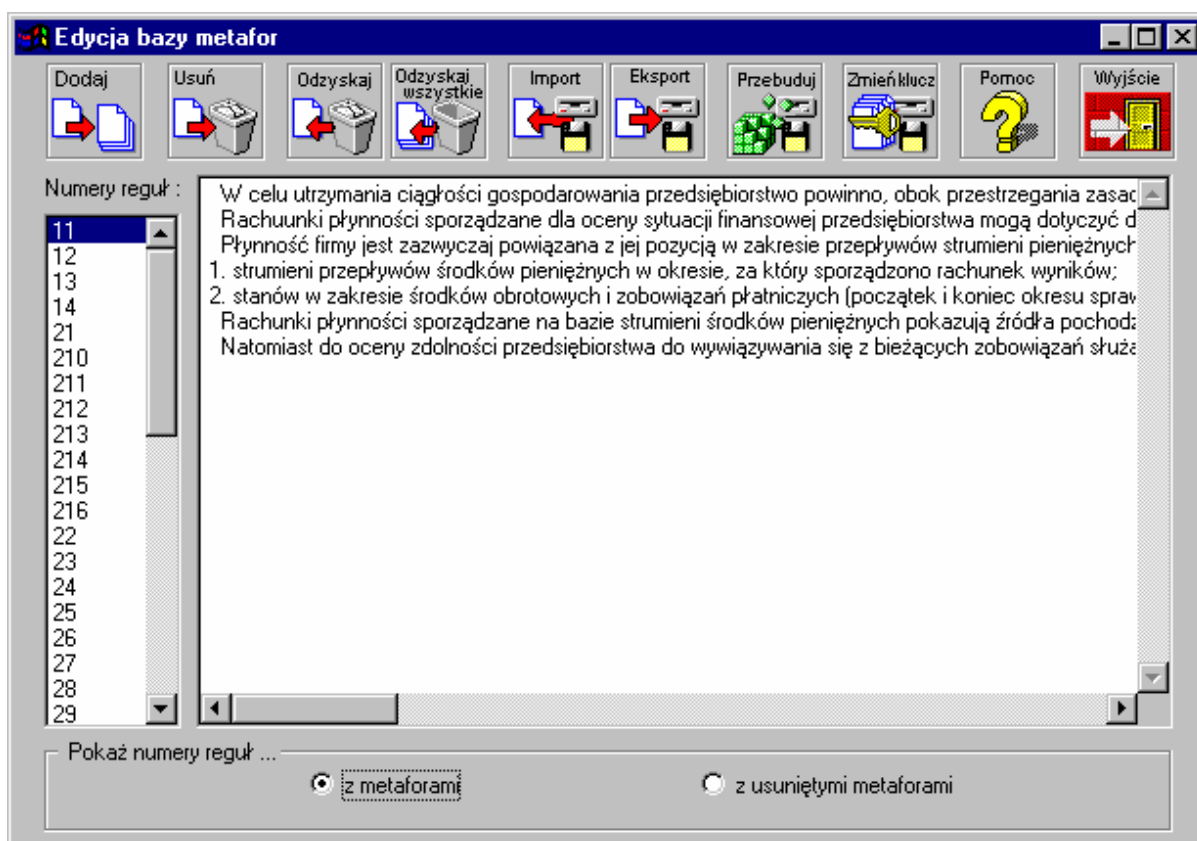 Edycja bazy metafor
Dodaj
Usuń
Odzyskaj
Odzyskaj
wszystkie
Import
Eksport
Przebuduj
Zmień klucz
Pomoc
Wyjście
Numery reguł :
11
12
13
14
21
210
211
212
213
214
215
216
22
23
24
25
26
27
28
29
W celu utrzymania ciągłości gospodarowania przedsiębiorstwo powinno, obok przestrzegania zasad
Rachuunki płynności sporządzane dla oceny sytuacji finansowej przedsiębiorstwa mogą dotyczyć d
Płynność firmy jest zazwyczaj powiązana z jej pozycją w zakresie przepływów strumieni pieniężnych
1. strumieni przepływów środków pieniężnych w okresie, za który sporządzono rachunek wyników;
2. stanów w zakresie środków obrotowych i zobowiązań płatniczych (początek i koniec okresu spraw
Rachunki płynności sporządzane na bazie strumieni środków pieniężnych pokazują źródła pochodz
Natomiast do oceny zdolności przedsiębiorstwa do wywiązywania się z bieżących zobowiązań służą
Pokaż numery reguł ...
z metaforami
z usuniętymi metaforami